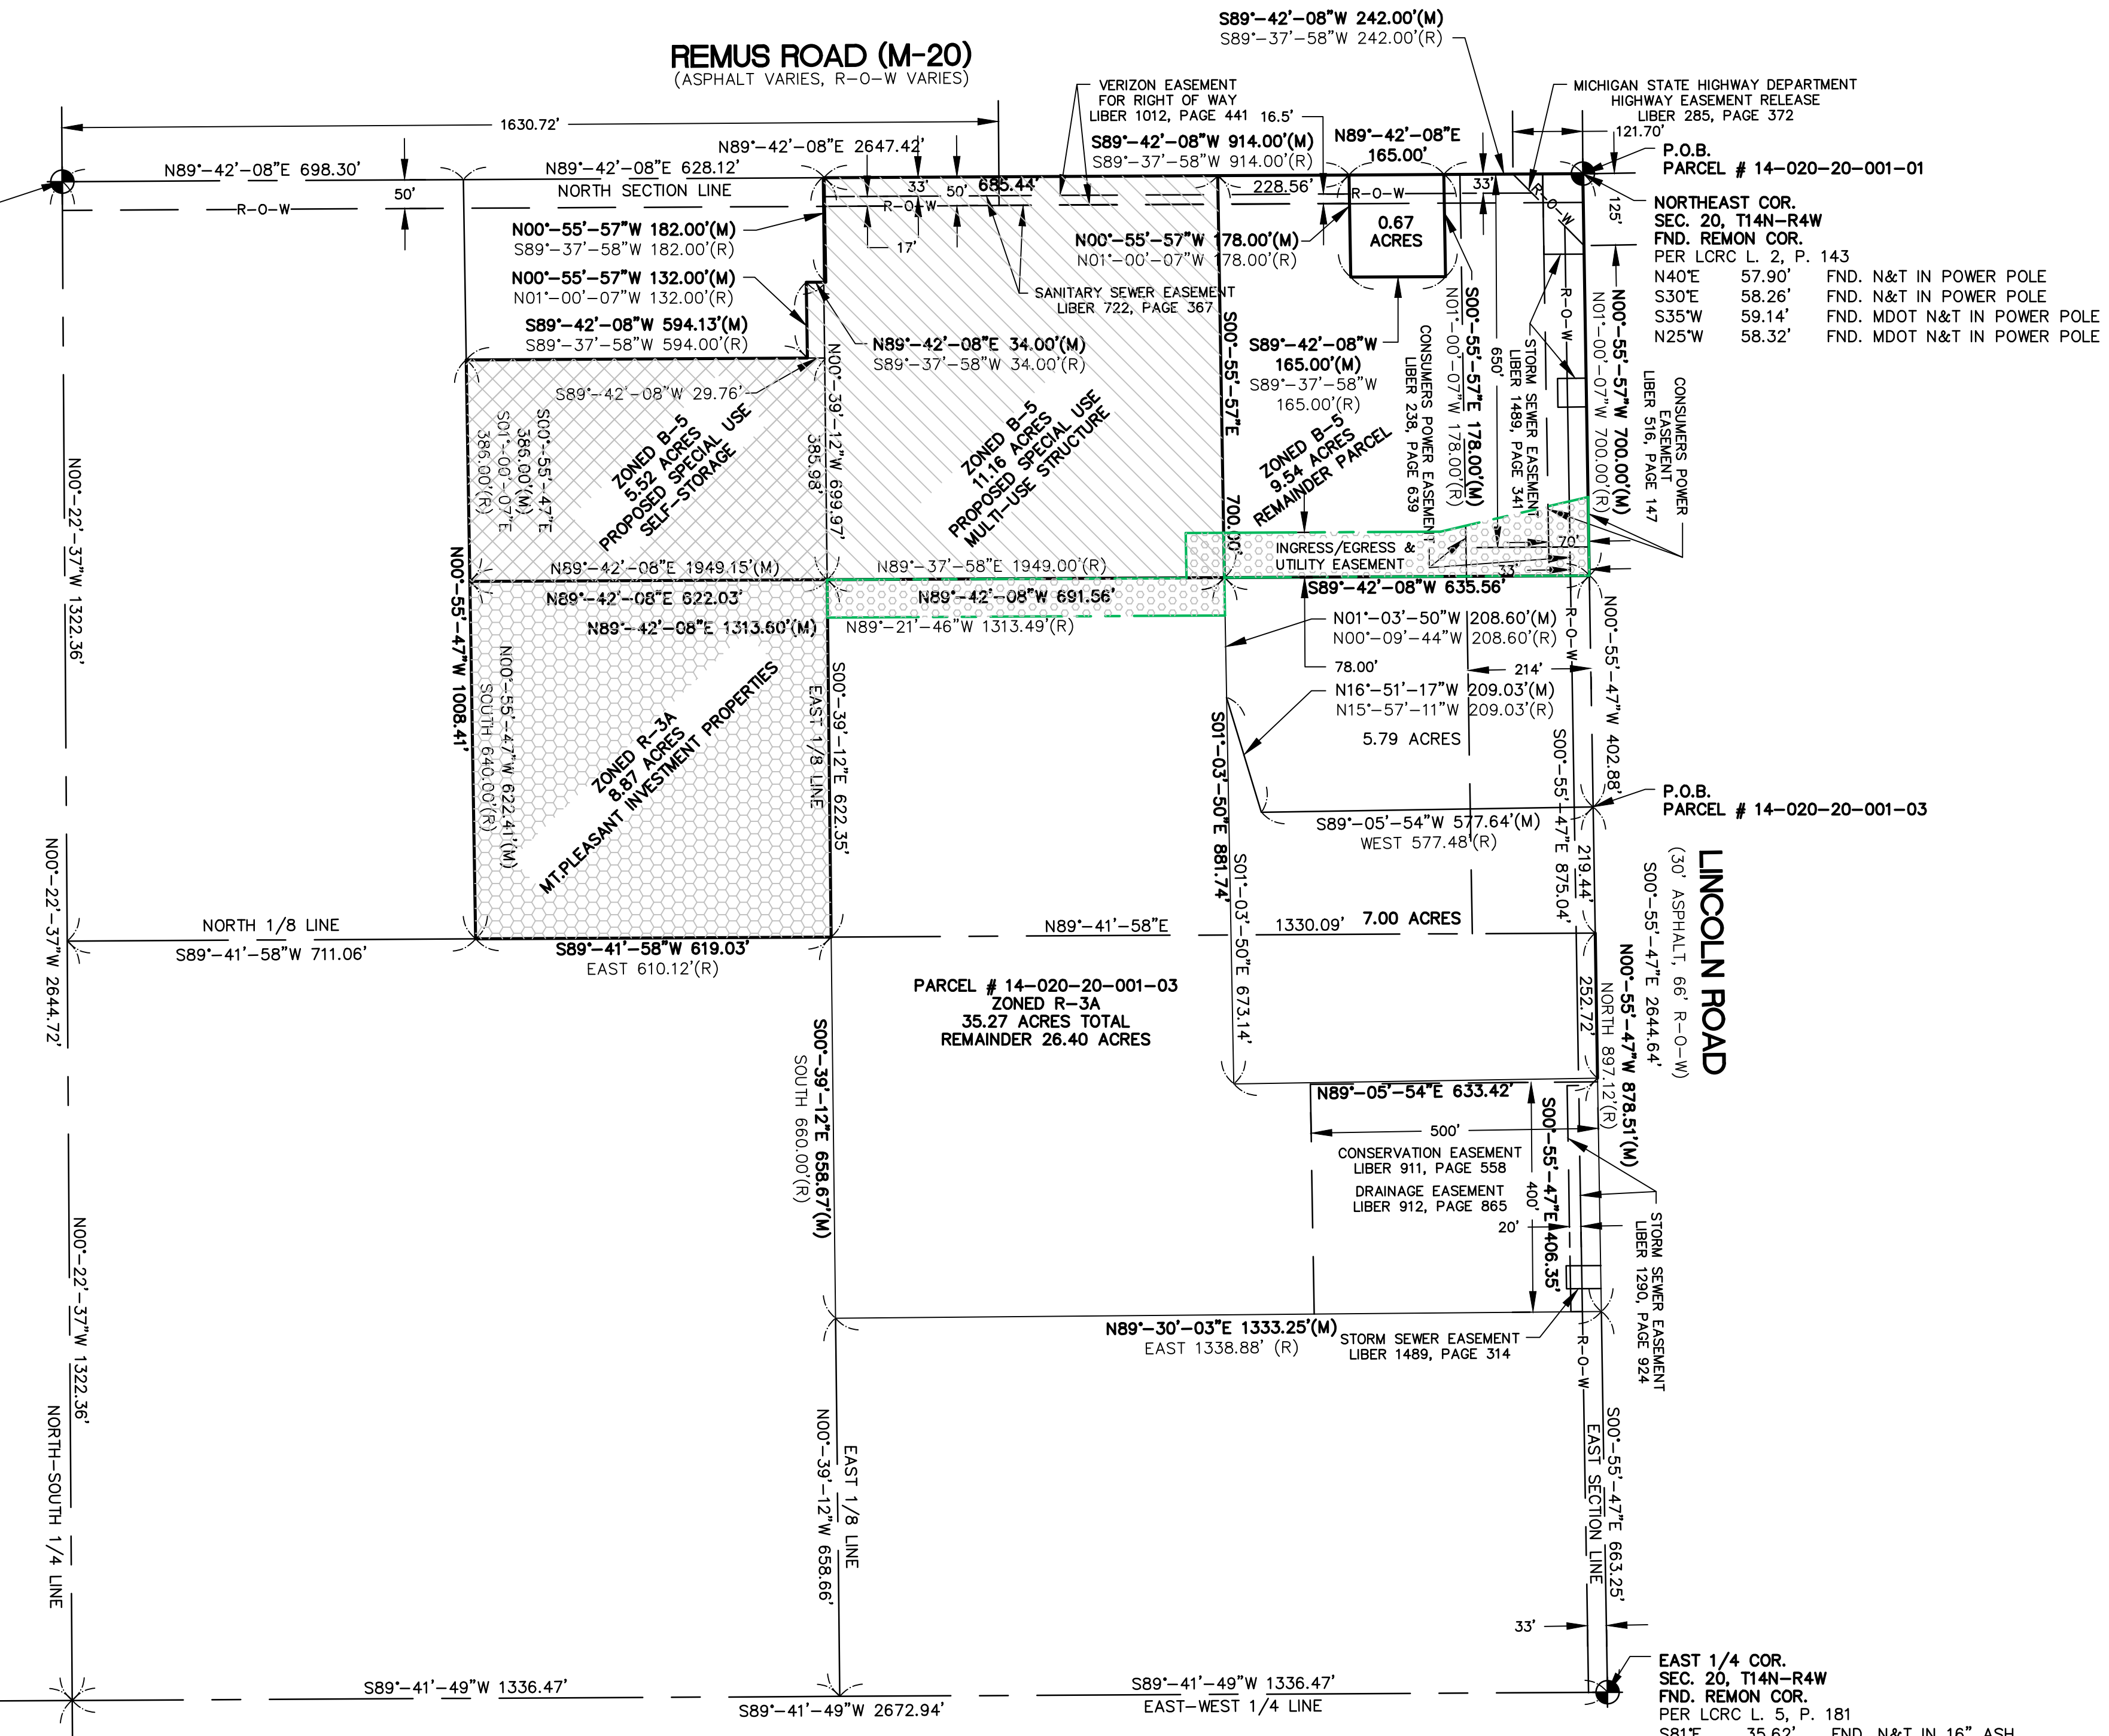 S89°-42'-08"W 242.00'(M)
S89°-37'-58"W 242.00'(R)
REMUS ROAD (M-20)
(ASPHALT VARIES, R-O-W VARIES)
VERIZON EASEMENT
FOR RIGHT OF WAY
LIBER 1012, PAGE 441
16.5'
MICHIGAN STATE HIGHWAY DEPARTMENT
HIGHWAY EASEMENT RELEASE
LIBER 285, PAGE 372
1630.72'
121.70'
N89°-42'-08"E 2647.42'
S89°-42'-08"W 914.00'(M)
S89°-37'-58"W 914.00'(R)
N89°-42'-08"E
165.00'
P.O.B.
PARCEL # 14-020-20-001-01
N89°-42'-08"E 698.30'
N89°-42'-08"E 628.12'
NORTH SECTION LINE
50'
R-O-W
33'
50'
685.44'
R-O-W
17'
228.56'
R-O-W
33'
R-O-W
125'
0.67
ACRES
NORTHEAST COR.
SEC. 20, T14N-R4W
FND. REMON COR.
PER LCRC L. 2, P. 143
N40°E 57.90' FND. N&T IN POWER POLE
S30°E 58.26' FND. N&T IN POWER POLE
S35°W 59.14' FND. MDOT N&T IN POWER POLE
N25°W 58.32' FND. MDOT N&T IN POWER POLE
N00°-55'-57"W 182.00'(M)
S89°-37'-58"W 182.00'(R)
N00°-55'-57"W 132.00'(M)
N01°-00'-07"W 132.00'(R)
S89°-42'-08"W 594.13'(M)
S89°-37'-58"W 594.00'(R)
N00°-55'-57"W 178.00'(M)
N01°-00'-07"W 178.00'(R)
SANITARY SEWER EASEMENT
LIBER 722, PAGE 367
N89°-42'-08"E 34.00'(M)
S89°-37'-58"W 34.00'(R)
S89°-42'-08"W 29.76'
S89°-42'-08"W
165.00'(M)
S89°-37'-58"W
165.00'(R)
S00°-55'-57"E
700.00'
CONSUMERS POWER EASEMENT
LIBER 238, PAGE 639
S00°-55'-57"E 178.00'(M)
N01°-00'-07"W 178.00'(R)
650'
STORM SEWER EASEMENT
LIBER 1489, PAGE 341
R-O-W
N00°-55'-57"W 700.00'(M)
N01°-00'-07"W 700.00'(R)
CONSUMERS POWER
EASEMENT
LIBER 516, PAGE 147
S00°-55'-47"E
386.00'(M)
S01°-00'-07"E
386.00'(R)
ZONED B-5
5.52 ACRES
PROPOSED SPECIAL USE
SELF-STORAGE
N00°-39'-12"W 699.97'
385.98'
ZONED B-5
11.16 ACRES
PROPOSED SPECIAL USE
MULTI-USE STRUCTURE
ZONED B-5
9.54 ACRES
REMAINDER PARCEL
INGRESS/EGRESS &
UTILITY EASEMENT
70'
33'
N00°-22'-37"W 1322.36'
N89°-42'-08"E 1949.15'(M)
N89°-37'-58"E 1949.00'(R)
N89°-42'-08"E 622.03'
N89°-42'-08"W 691.56'
S89°-42'-08"W 635.56'
N89°-42'-08"E 1313.60'(M)
N89°-21'-46"W 1313.49'(R)
N01°-03'-50"W 208.60'(M)
N00°-09'-44"W 208.60'(R)
78.00'
214'
N16°-51'-17"W 209.03'(M)
N15°-57'-11"W 209.03'(R)
5.79 ACRES
R-O-W
N00°-55'-47"W 402.88'
N00°-55'-47"W 1008.41'
N00°-55'-47"W 622.41'(M)
SOUTH 640.00'(R)
ZONED R-3A
8.87 ACRES
MT.PLEASANT INVESTMENT PROPERTIES
S00°-39'-12"E 622.35'
EAST 1/8 LINE
S01°-03'-50"E 881.74'
S01°-03'-50"E 673.14'
S00°-55'-47"E 875.04'
P.O.B.
PARCEL # 14-020-20-001-03
S89°-05'-54"W 577.64'(M)
WEST 577.48'(R)
219.44'
LINCOLN ROAD
(30' ASPHALT, 66' R-O-W)
S00°-55'-47"E 2644.64'
N00°-22'-37"W 2644.72'
NORTH 1/8 LINE
S89°-41'-58"W 711.06'
S89°-41'-58"W 619.03'
EAST 610.12'(R)
N89°-41'-58"E
1330.09'
7.00 ACRES
252.72'
N00°-55'-47"W 878.51'(M)
NORTH 897.12'(R)
PARCEL # 14-020-20-001-03
ZONED R-3A
35.27 ACRES TOTAL
REMAINDER 26.40 ACRES
S00°-39'-12"E 658.67'(M)
SOUTH 660.00'(R)
N89°-05'-54"E 633.42'
500'
CONSERVATION EASEMENT
LIBER 911, PAGE 558
DRAINAGE EASEMENT
LIBER 912, PAGE 865
400'
S00°-55'-47"E 406.35'
20'
STORM SEWER EASEMENT
LIBER 1290, PAGE 924
N00°-22'-37"W 1322.36'
N89°-30'-03"E 1333.25'(M)
EAST 1338.88' (R)
STORM SEWER EASEMENT
LIBER 1489, PAGE 314
R-O-W
NORTH-SOUTH 1/4 LINE
EAST 1/8 LINE
N00°-39'-12"W 658.66'
EAST SECTION LINE
S00°-55'-47"E 663.25'
33'
S89°-41'-49"W 1336.47'
S89°-41'-49"W 2672.94'
S89°-41'-49"W 1336.47'
EAST-WEST 1/4 LINE
EAST 1/4 COR.
SEC. 20, T14N-R4W
FND. REMON COR.
PER LCRC L. 5, P. 181
S81°E 35.62' FND. N&T IN 16" ASH